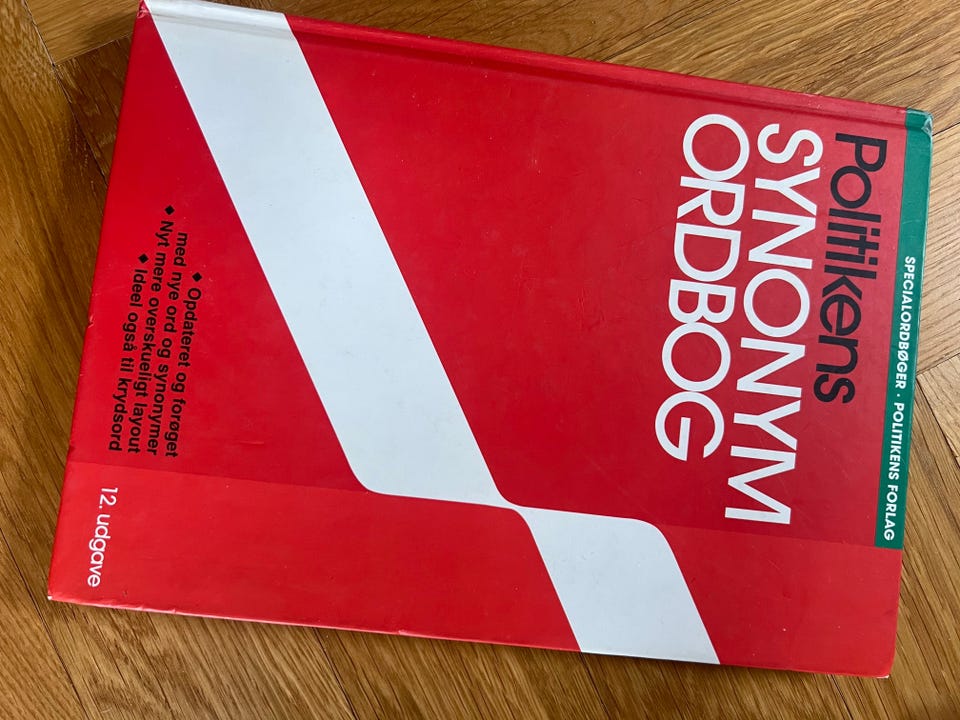 SPECIALORDBØGER · POLITIKENS FORLAG
Politikens
SYNONYM
ORDBOG
◆ Opdateret og forøget
med nye ord og synonymer
◆ Nyt mere overskueligt layout
◆ Ideel også til krydsord
12. udgave